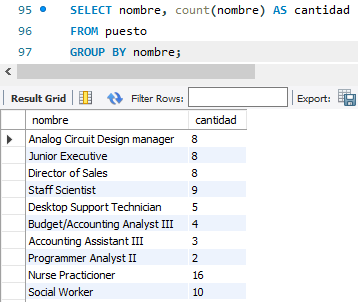 95 SELECT nombre, count(nombre) AS cantidad
96 FROM puesto
97 GROUP BY nombre;
Result Grid Filter Rows: Export:
nombre cantidad
Analog Circuit Design manager 8
Junior Executive 8
Director of Sales 8
Staff Scientist 9
Desktop Support Technician 5
Budget/Accounting Analyst III 4
Accounting Assistant III 3
Programmer Analyst II 2
Nurse Practicioner 16
Social Worker 10